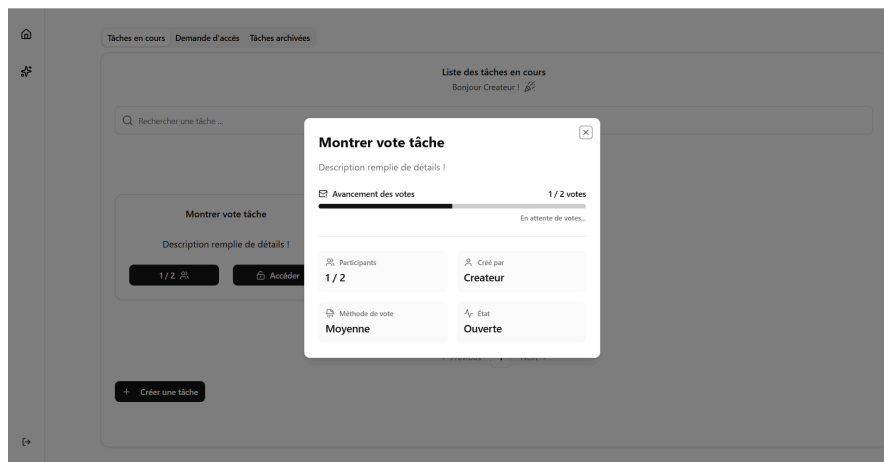 Tâches en cours Demande d'accès Tâches archivées
Liste des tâches en cours
Bonjour Createur ! 🎉
Rechercher une tâche ...
Montrer vote tâche
Description remplie de détails !
1 / 2
Accéder
Montrer vote tâche
Description remplie de détails !
Avancement des votes 1 / 2 votes
En attente de votes...
Participants
1 / 2
Créé par
Createur
Méthode de vote
Moyenne
État
Ouverte
+ Créer une tâche